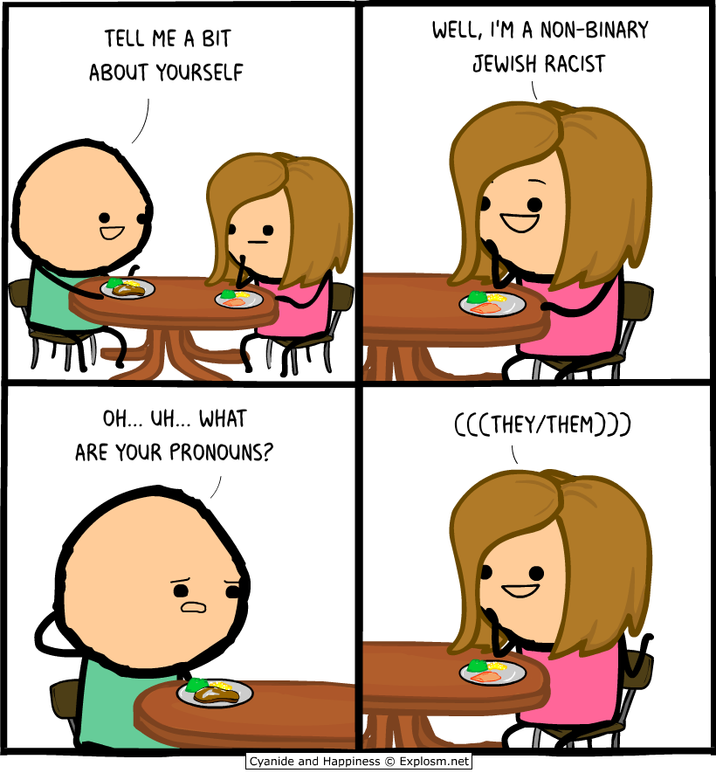 TELL ME A BIT
ABOUT YOURSELF
WELL, I'M A NON-BINARY
JEWISH RACIST
OH... UH... WHAT
ARE YOUR PRONOUNS?
(((THEY/THEM)))
Cyanide and Happiness © Explosm.net